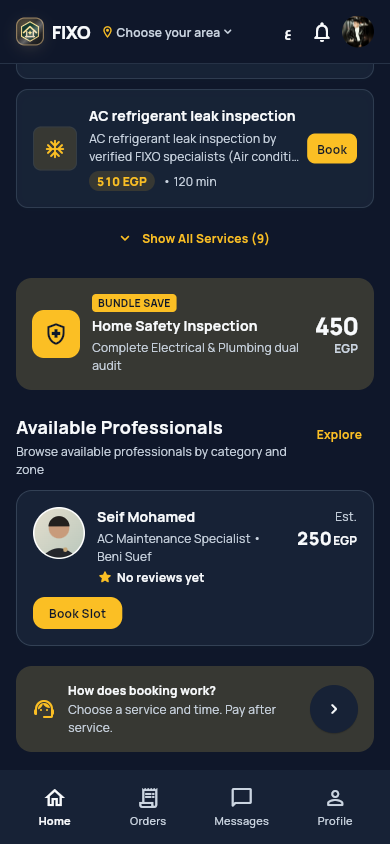 FIXO
Choose your area
ع
AC refrigerant leak inspection
AC refrigerant leak inspection by
verified FIXO specialists (Air conditi...
Book
510 EGP • 120 min
Show All Services (9)
BUNDLE SAVE
Home Safety Inspection
Complete Electrical & Plumbing dual
audit
450
EGP
Available Professionals
Browse available professionals by category and
zone
Explore
Seif Mohamed
AC Maintenance Specialist •
Beni Suef
No reviews yet
Est.
250 EGP
Book Slot
How does booking work?
Choose a service and time. Pay after
service.
Home
Orders
Messages
Profile